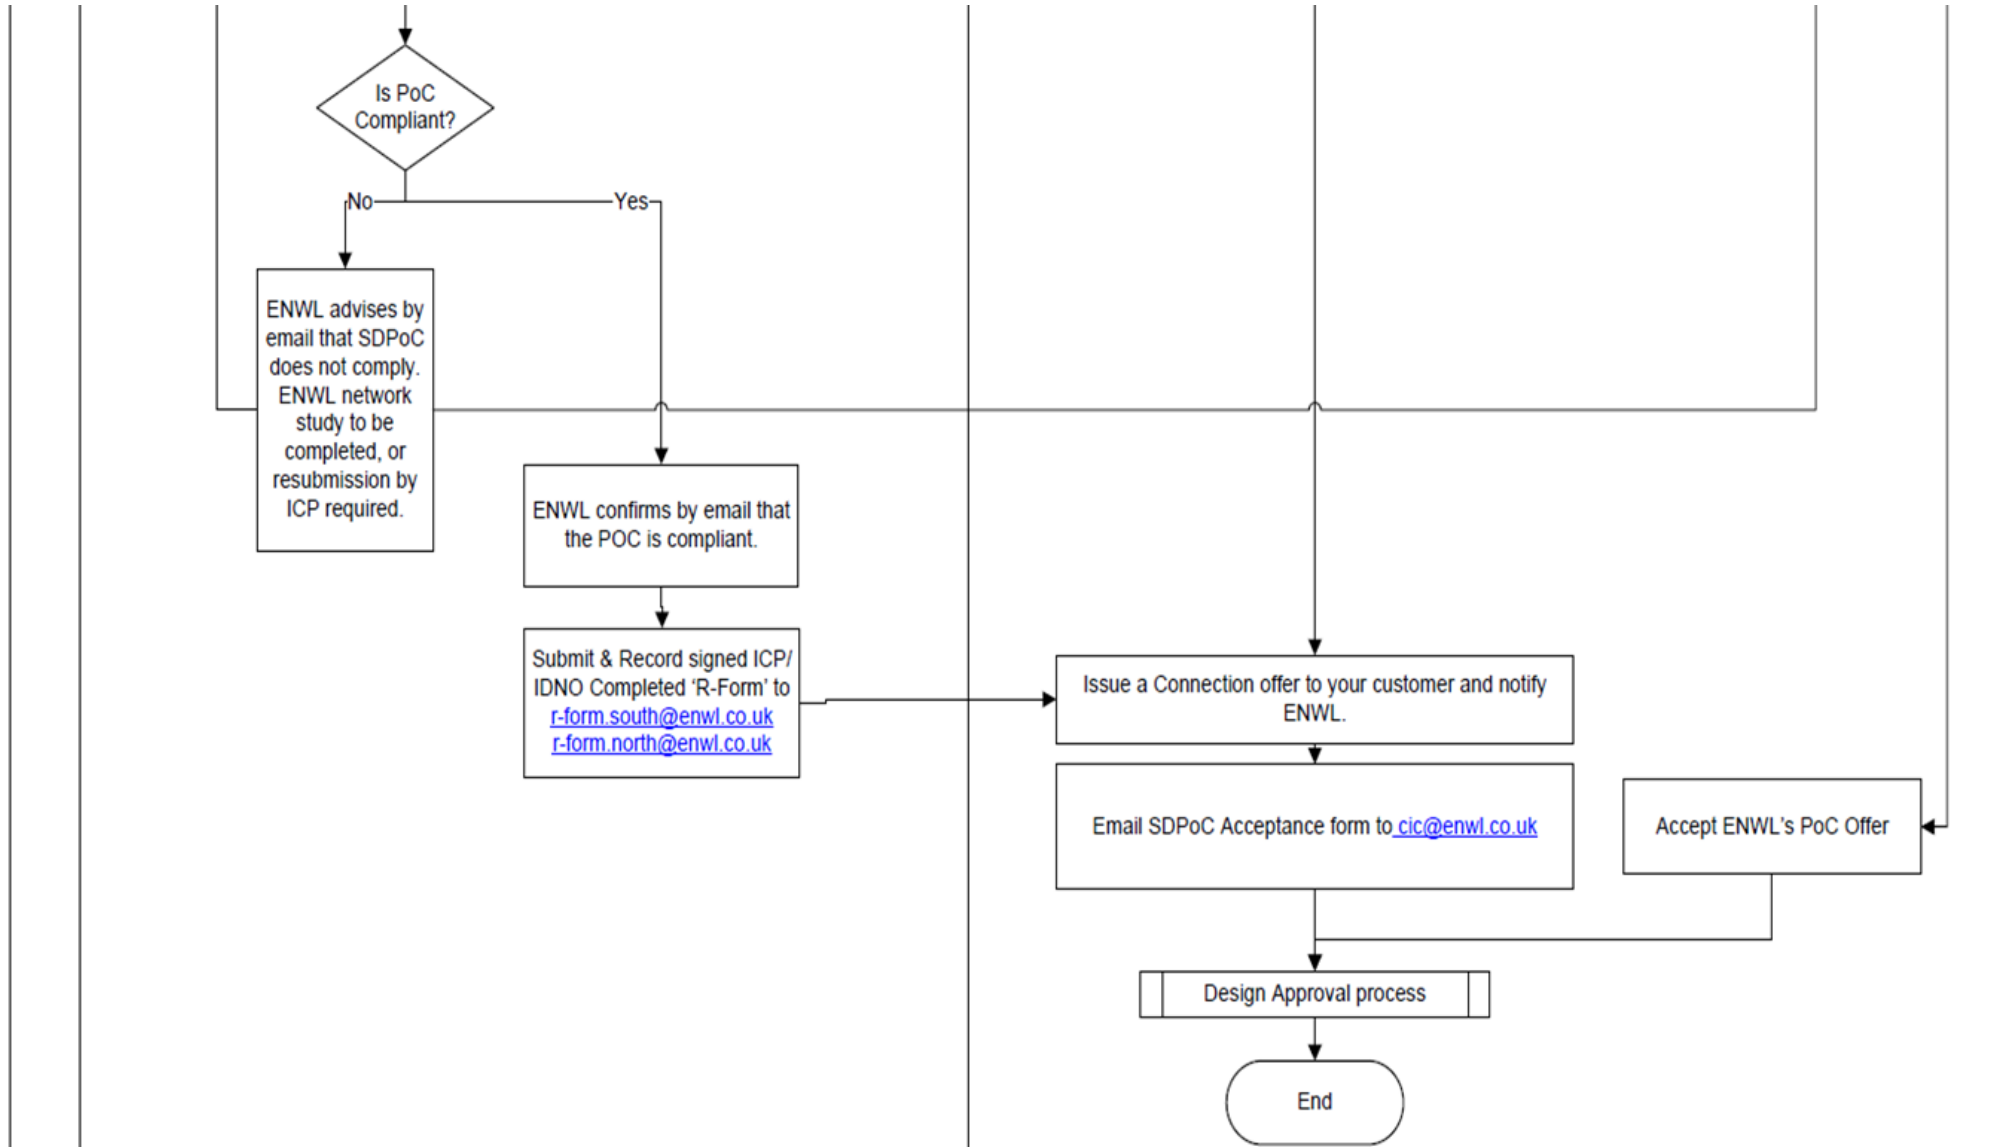 Is PoC
Compliant?
No
Yes
ENWL advises by
email that SDPoC
does not comply.
ENWL network
study to be
completed, or
resubmission by
ICP required.
ENWL confirms by email that
the POC is compliant.
Submit & Record signed ICP/
IDNO Completed ‘R-Form’ to
r-form.south@enwl.co.uk
r-form.north@enwl.co.uk
Issue a Connection offer to your customer and notify
ENWL.
Email SDPoC Acceptance form to cic@enwl.co.uk
Accept ENWL’s PoC Offer
Design Approval process
End